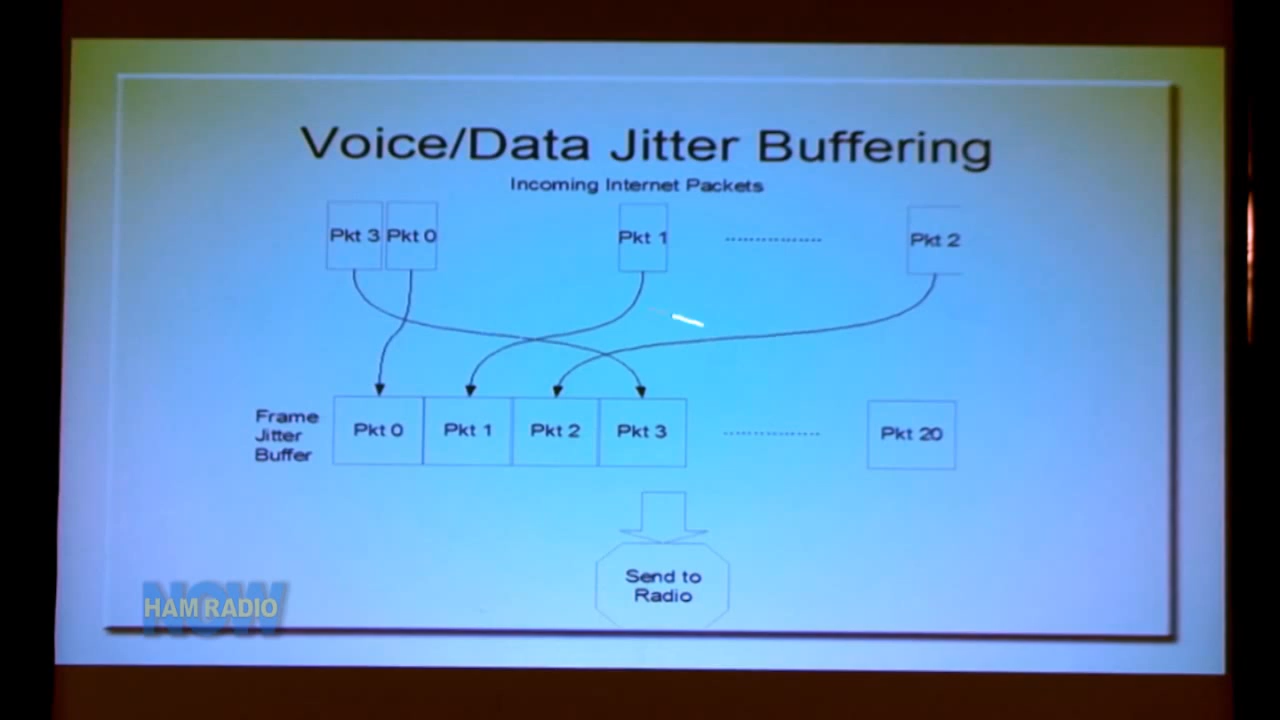 Voice/Data Jitter Buffering
Incoming Internet Packets
Pkt 3 Pkt 0 Pkt 1 Pkt 2
Frame
Jitter
Buffer
Pkt 0 Pkt 1 Pkt 2 Pkt 3 Pkt 20
Send to
Radio
NOW
HAM RADIO